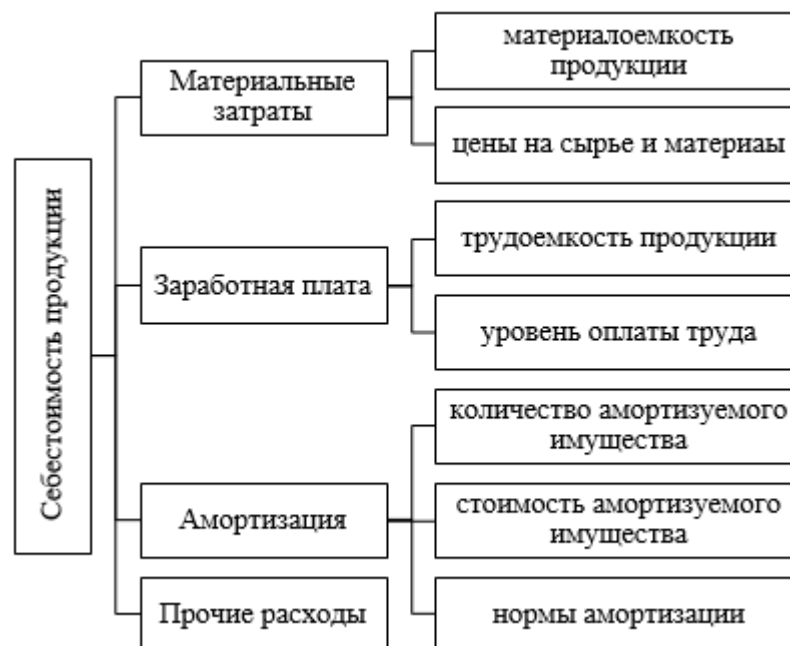 Себестоимость продукции
Материальные
затраты
материалоемкость
продукции
цены на сырье и материаы
Заработная плата
трудоемкость продукции
уровень оплаты труда
Амортизация
количество амортизуемого
имущества
стоимость амортизуемого
имущества
нормы амортизации
Прочие расходы